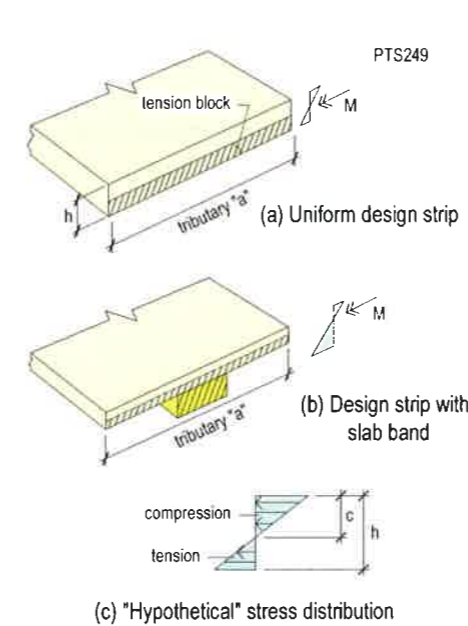 PTS249
tension block
M
h
tributary "a"
(a) Uniform design strip
M
tributary "a"
(b) Design strip with
slab band
compression
tension
c
h
(c) "Hypothetical" stress distribution